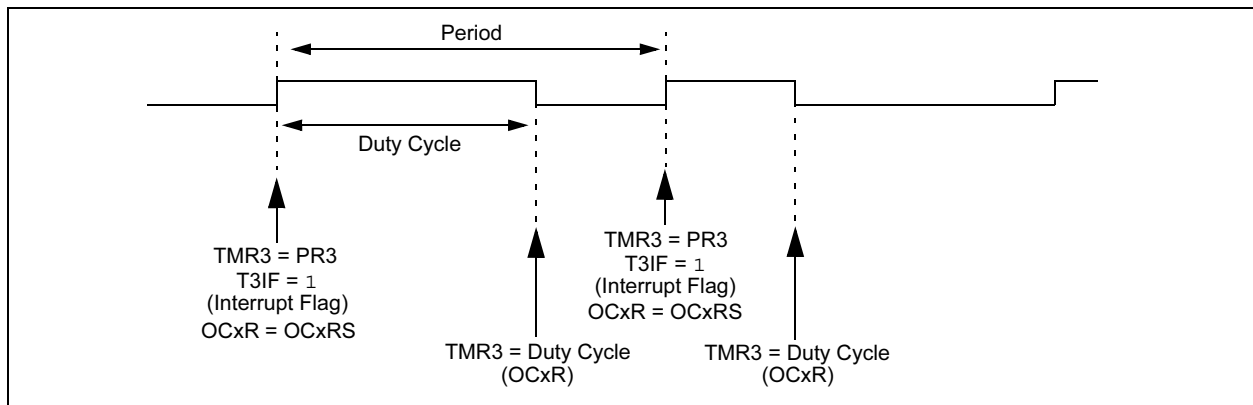 Period
Duty Cycle
TMR3 = PR3
T3IF = 1
(Interrupt Flag)
OCxR = OCxRS
TMR3 = Duty Cycle
(OCxR)
TMR3 = PR3
T3IF = 1
(Interrupt Flag)
OCxR = OCxRS
TMR3 = Duty Cycle
(OCxR)